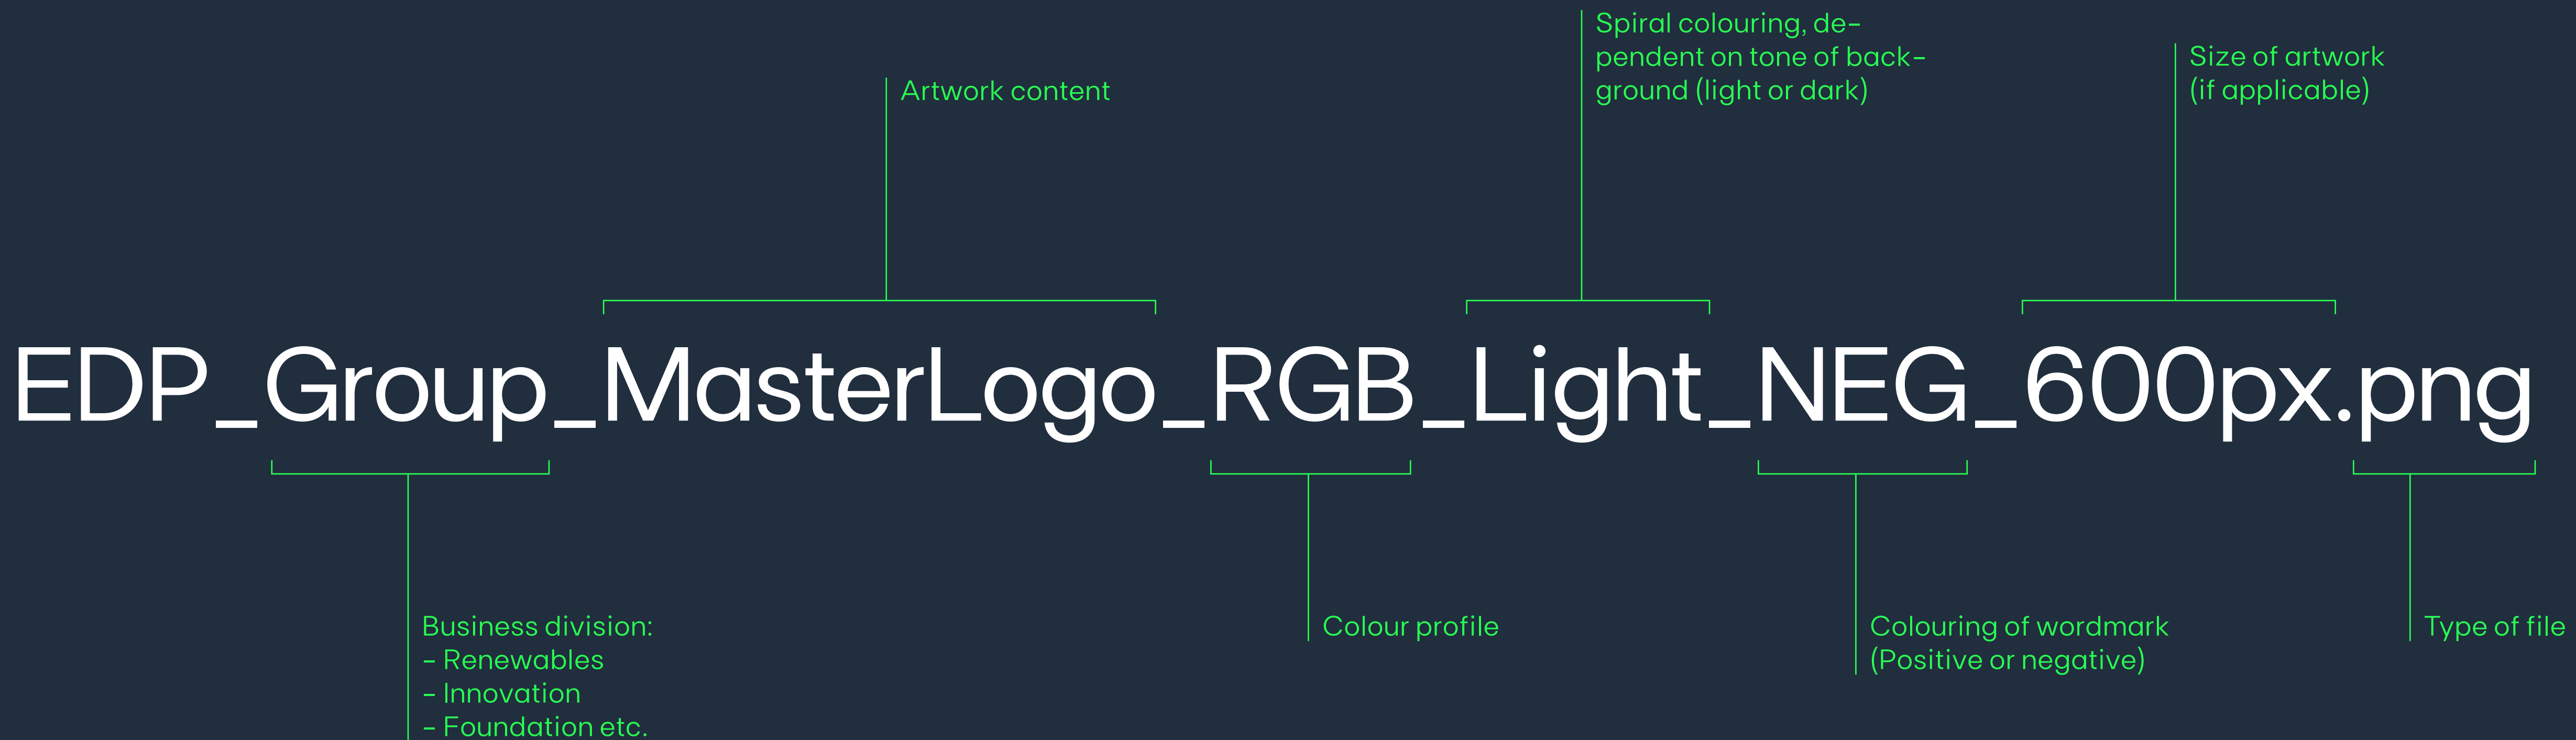 Spiral colouring, de-
pendent on tone of back-
ground (light or dark)
Size of artwork
(if applicable)
Artwork content
EDP_Group_MasterLogo_RGB_Light_NEG_600px.png
Business division:
- Renewables
- Innovation
- Foundation etc.
Colour profile
Colouring of wordmark
(Positive or negative)
Type of file